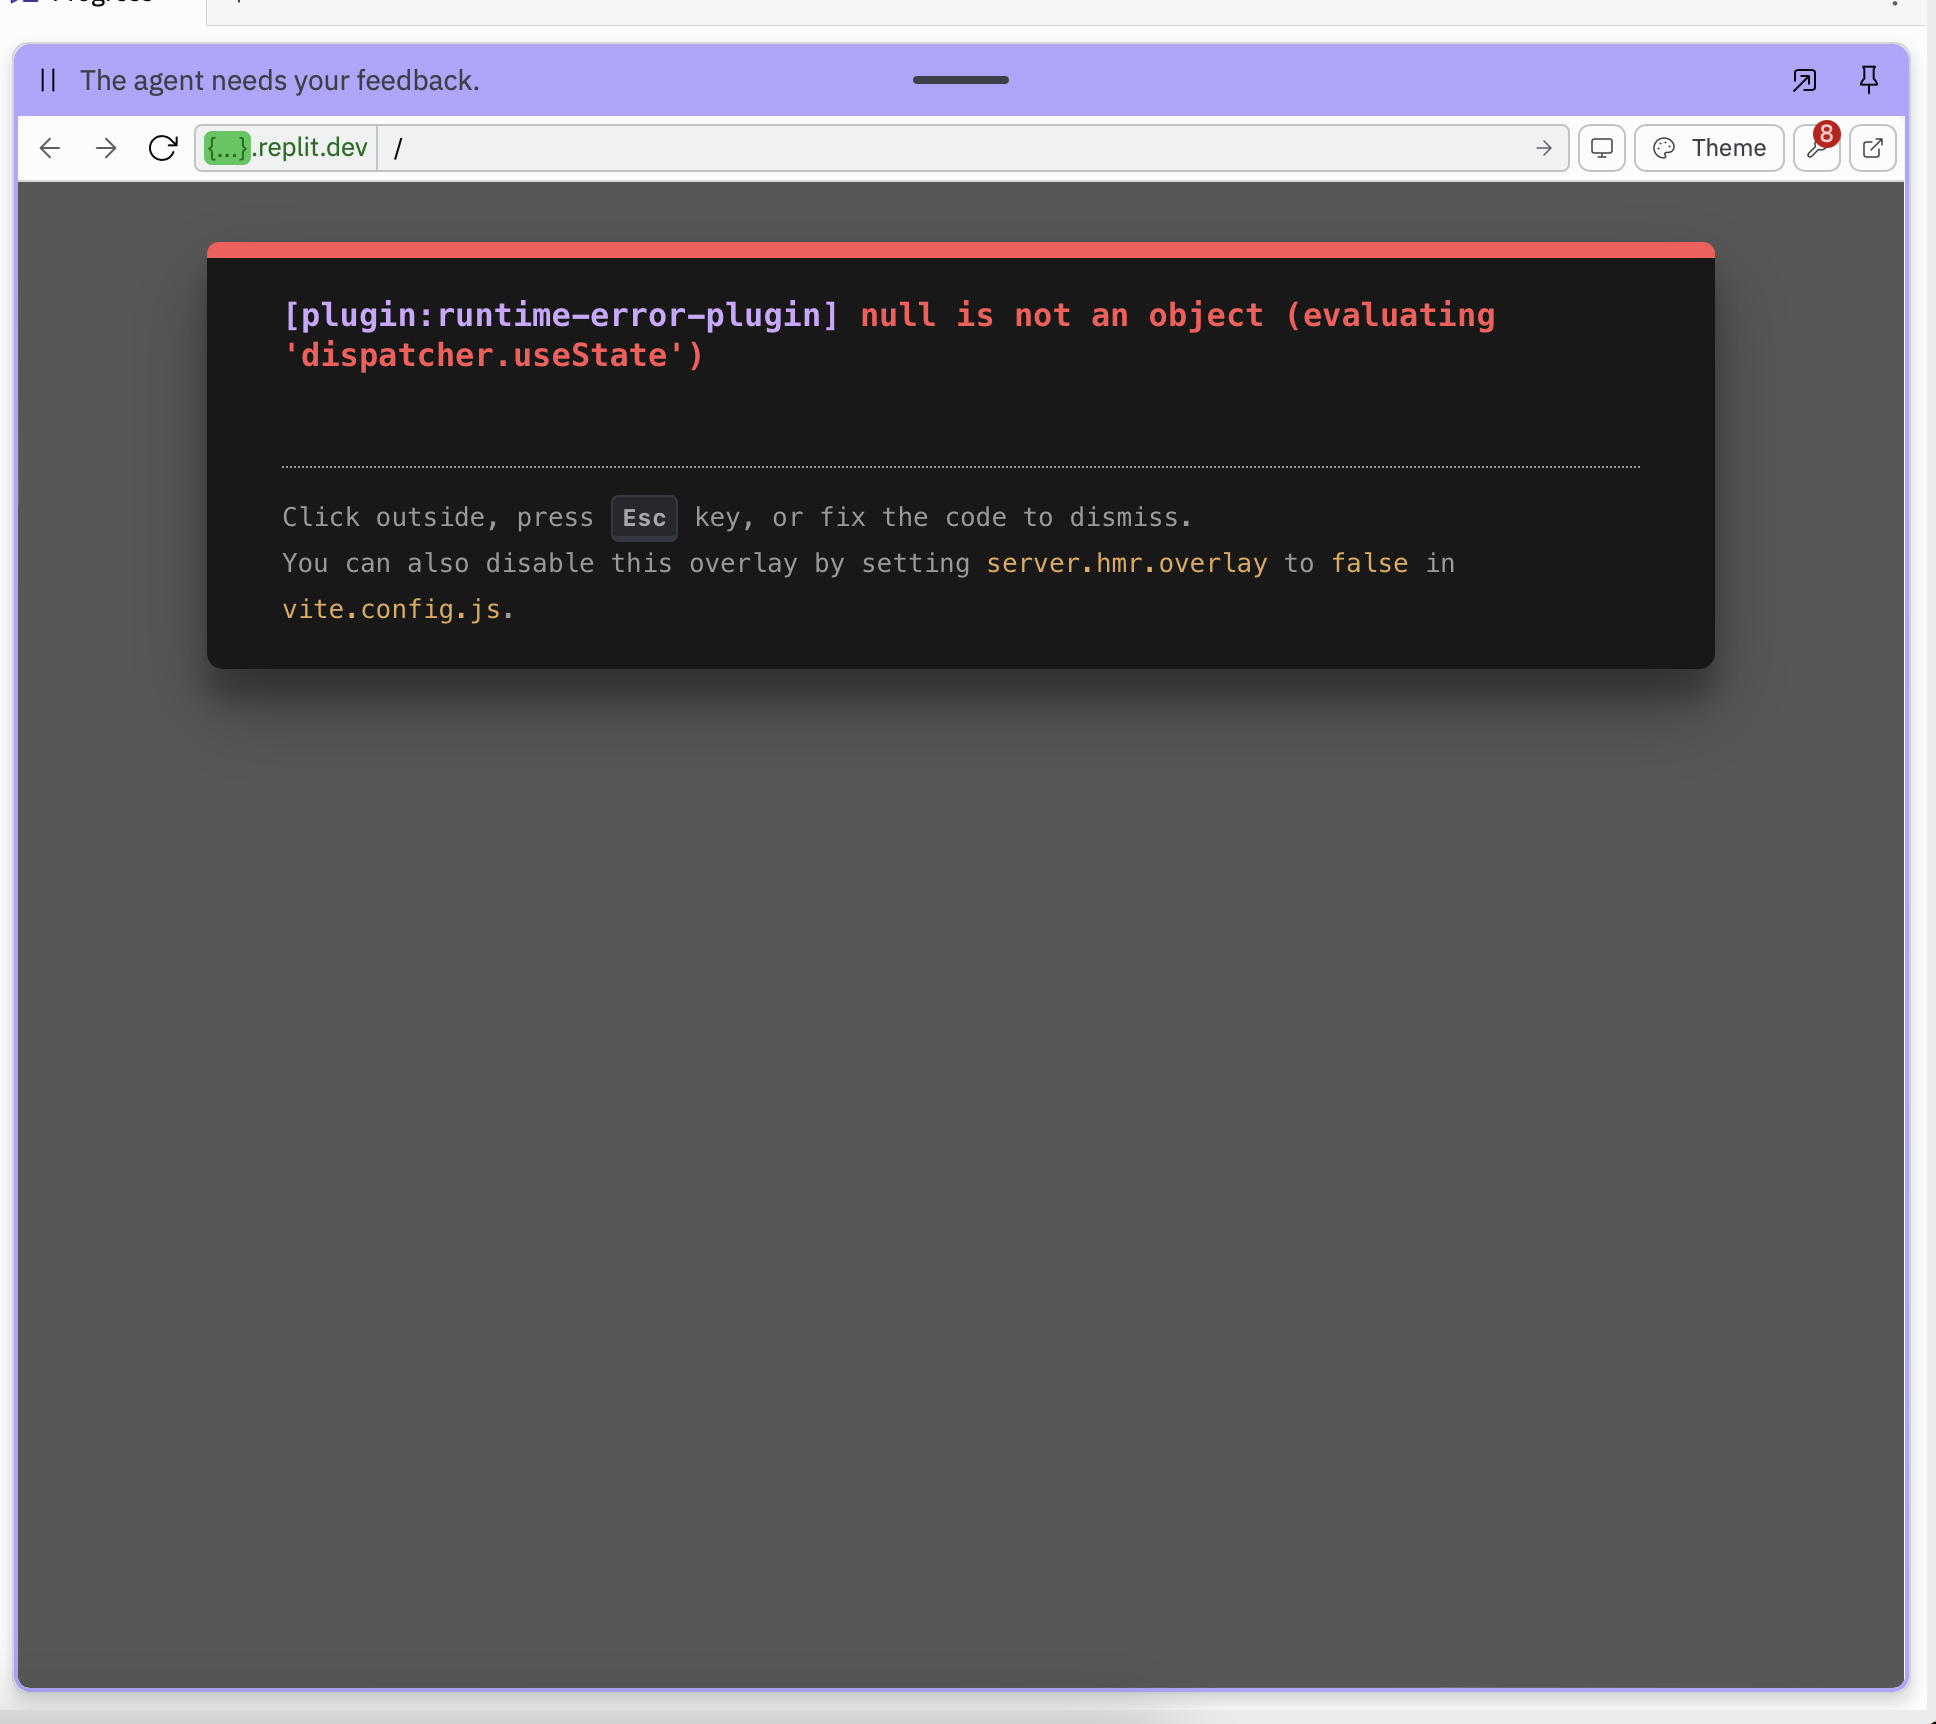 The agent needs your feedback.
{...}.replit.dev /
Theme
8
[plugin:runtime-error-plugin] null is not an object (evaluating
'dispatcher.useState')
Click outside, press Esc key, or fix the code to dismiss.
You can also disable this overlay by setting server.hmr.overlay to false in
vite.config.js.